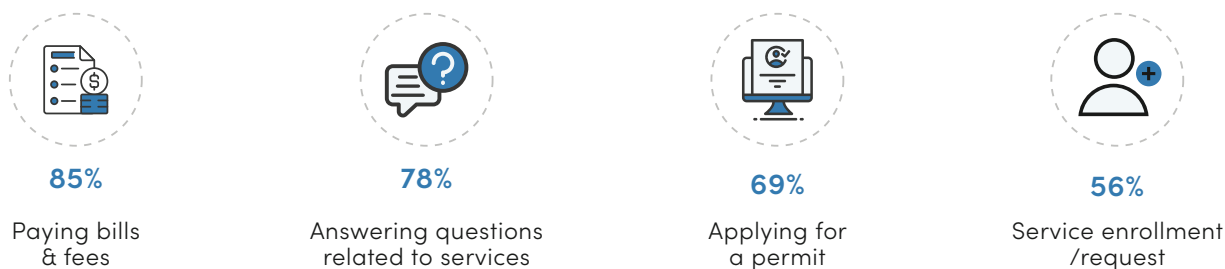 85%
Paying bills
& fees
78%
Answering questions
related to services
69%
Applying for
a permit
56%
Service enrollment
/request